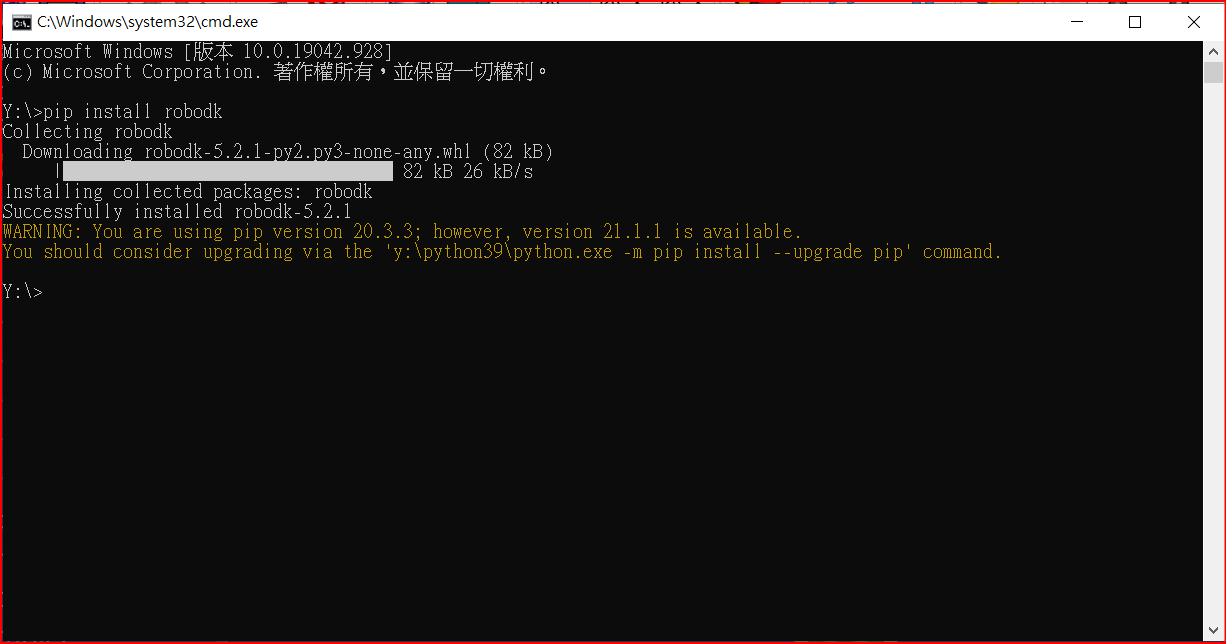 C:\Windows\system32\cmd.exe
Microsoft Windows [版本 10.0.19042.928]
(c) Microsoft Corporation. 著作權所有，並保留一切權利。
Y:\>pip install robodk
Collecting robodk
  Downloading robodk-5.2.1-py2.py3-none-any.whl (82 kB)
     | 82 kB 26 kB/s
Installing collected packages: robodk
Successfully installed robodk-5.2.1
WARNING: You are using pip version 20.3.3; however, version 21.1.1 is available.
You should consider upgrading via the 'y:\python39\python.exe -m pip install --upgrade pip' command.
Y:\>